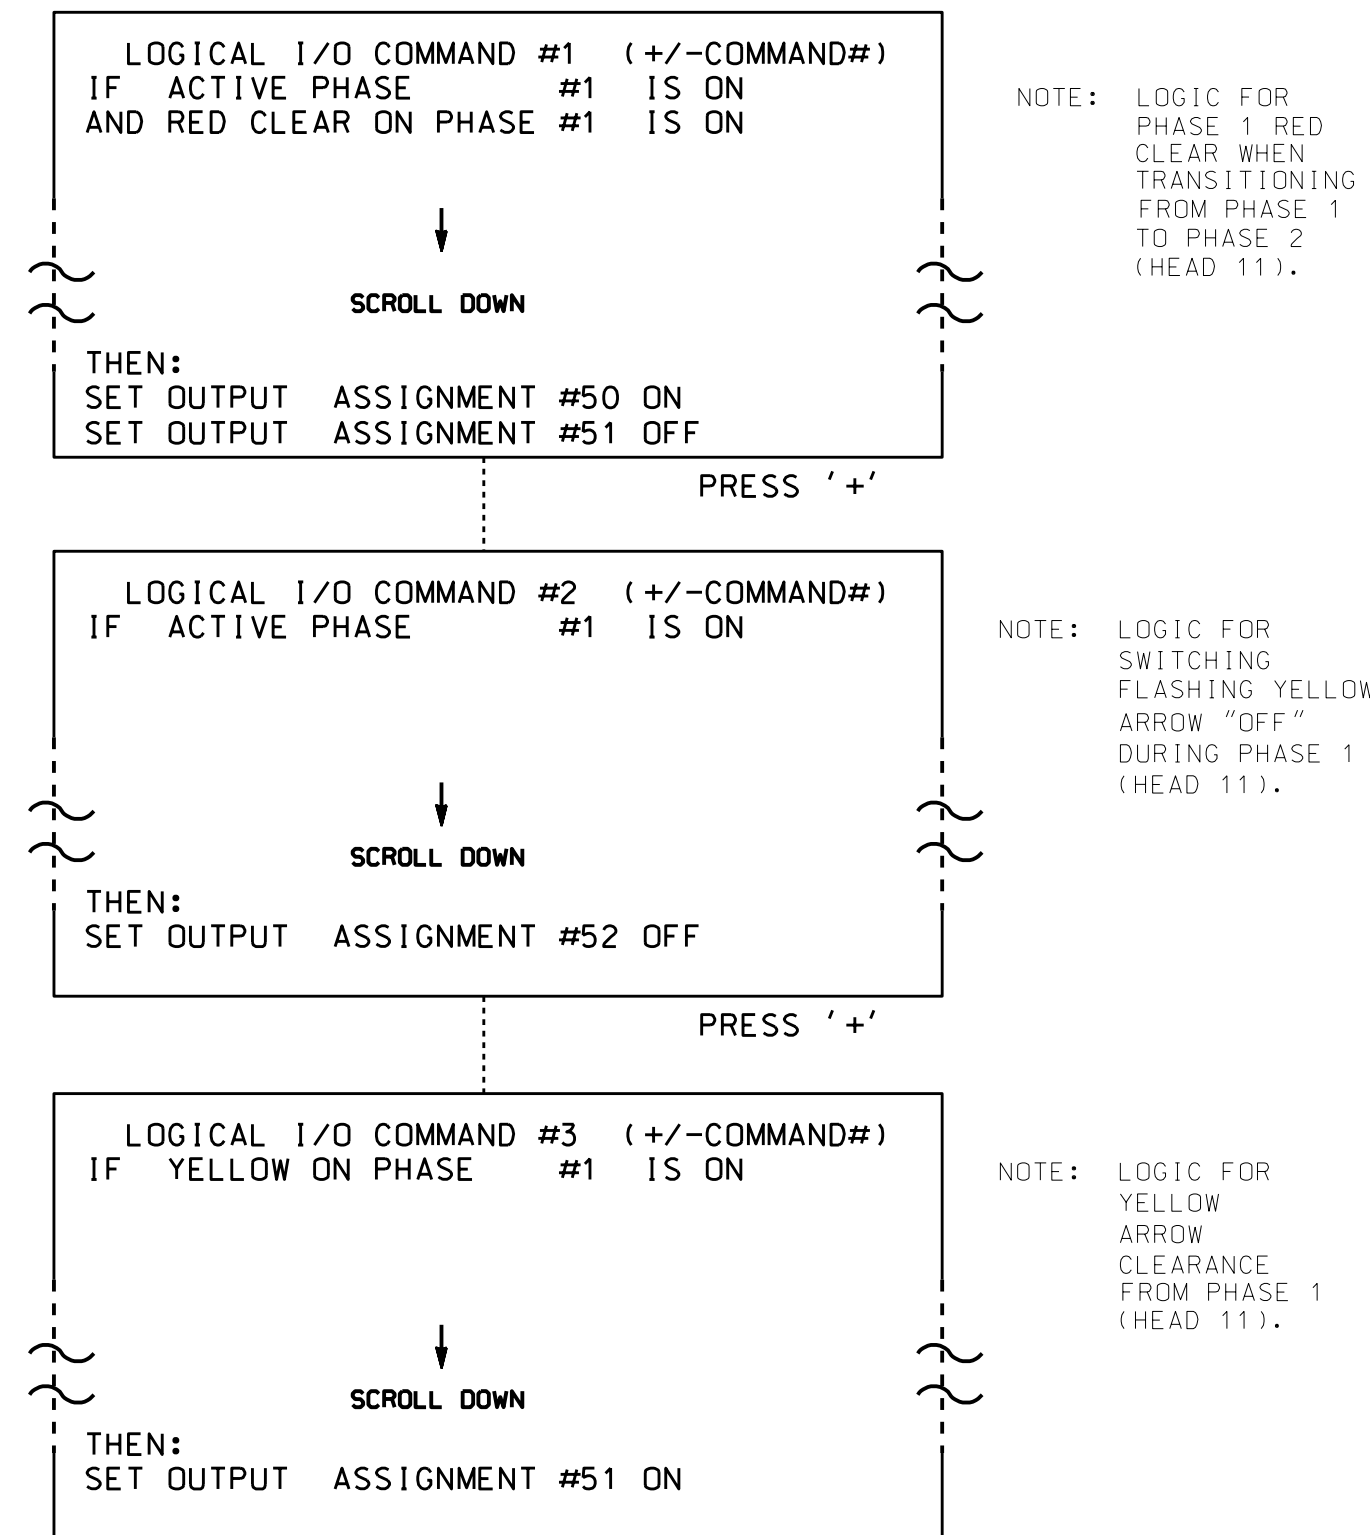 LOGICAL I/O COMMAND #1 (+/-COMMAND#)
IF ACTIVE PHASE #1 IS ON
AND RED CLEAR ON PHASE #1 IS ON
SCROLL DOWN
THEN:
SET OUTPUT ASSIGNMENT #50 ON
SET OUTPUT ASSIGNMENT #51 OFF
NOTE: LOGIC FOR
PHASE 1 RED
CLEAR WHEN
TRANSITIONING
FROM PHASE 1
TO PHASE 2
(HEAD 11).
PRESS '+'
LOGICAL I/O COMMAND #2 (+/-COMMAND#)
IF ACTIVE PHASE #1 IS ON
SCROLL DOWN
THEN:
SET OUTPUT ASSIGNMENT #52 OFF
NOTE: LOGIC FOR
SWITCHING
FLASHING YELLOW
ARROW "OFF"
DURING PHASE 1
(HEAD 11).
PRESS '+'
LOGICAL I/O COMMAND #3 (+/-COMMAND#)
IF YELLOW ON PHASE #1 IS ON
SCROLL DOWN
THEN:
SET OUTPUT ASSIGNMENT #51 ON
NOTE: LOGIC FOR
YELLOW
ARROW
CLEARANCE
FROM PHASE 1
(HEAD 11).